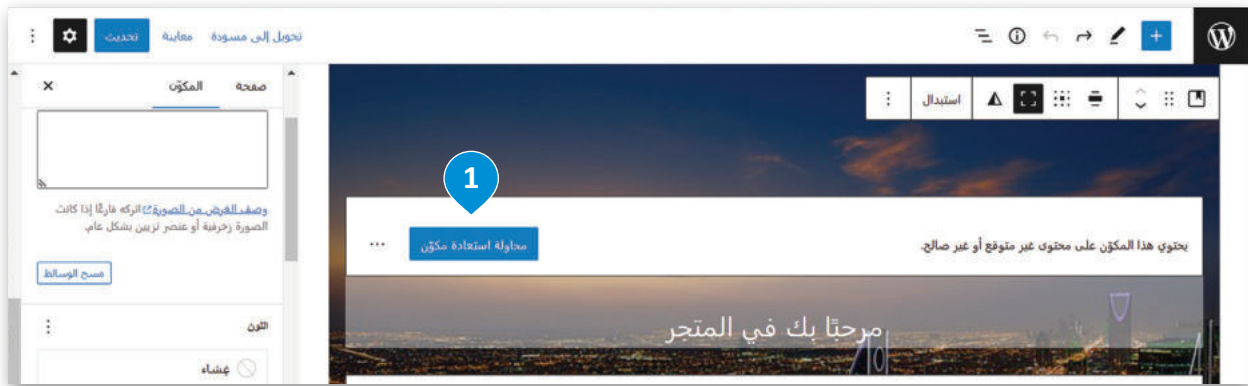 تحويل إلى مسودة
معاينة
تحديث
استبدال
1
يحتوي هذا المكوّن على محتوى غير متوقع أو غير صالح.
محاولة استعادة مكوّن
مرحبًا بك في المتجر
صفحة
المكوّن
وصف الغرض من الصورة اتركه فارغًا إذا كانت
الصورة زخرفية أو عنصر تزيين بشكل عام.
مسح الوسائط
اللون
غشاء